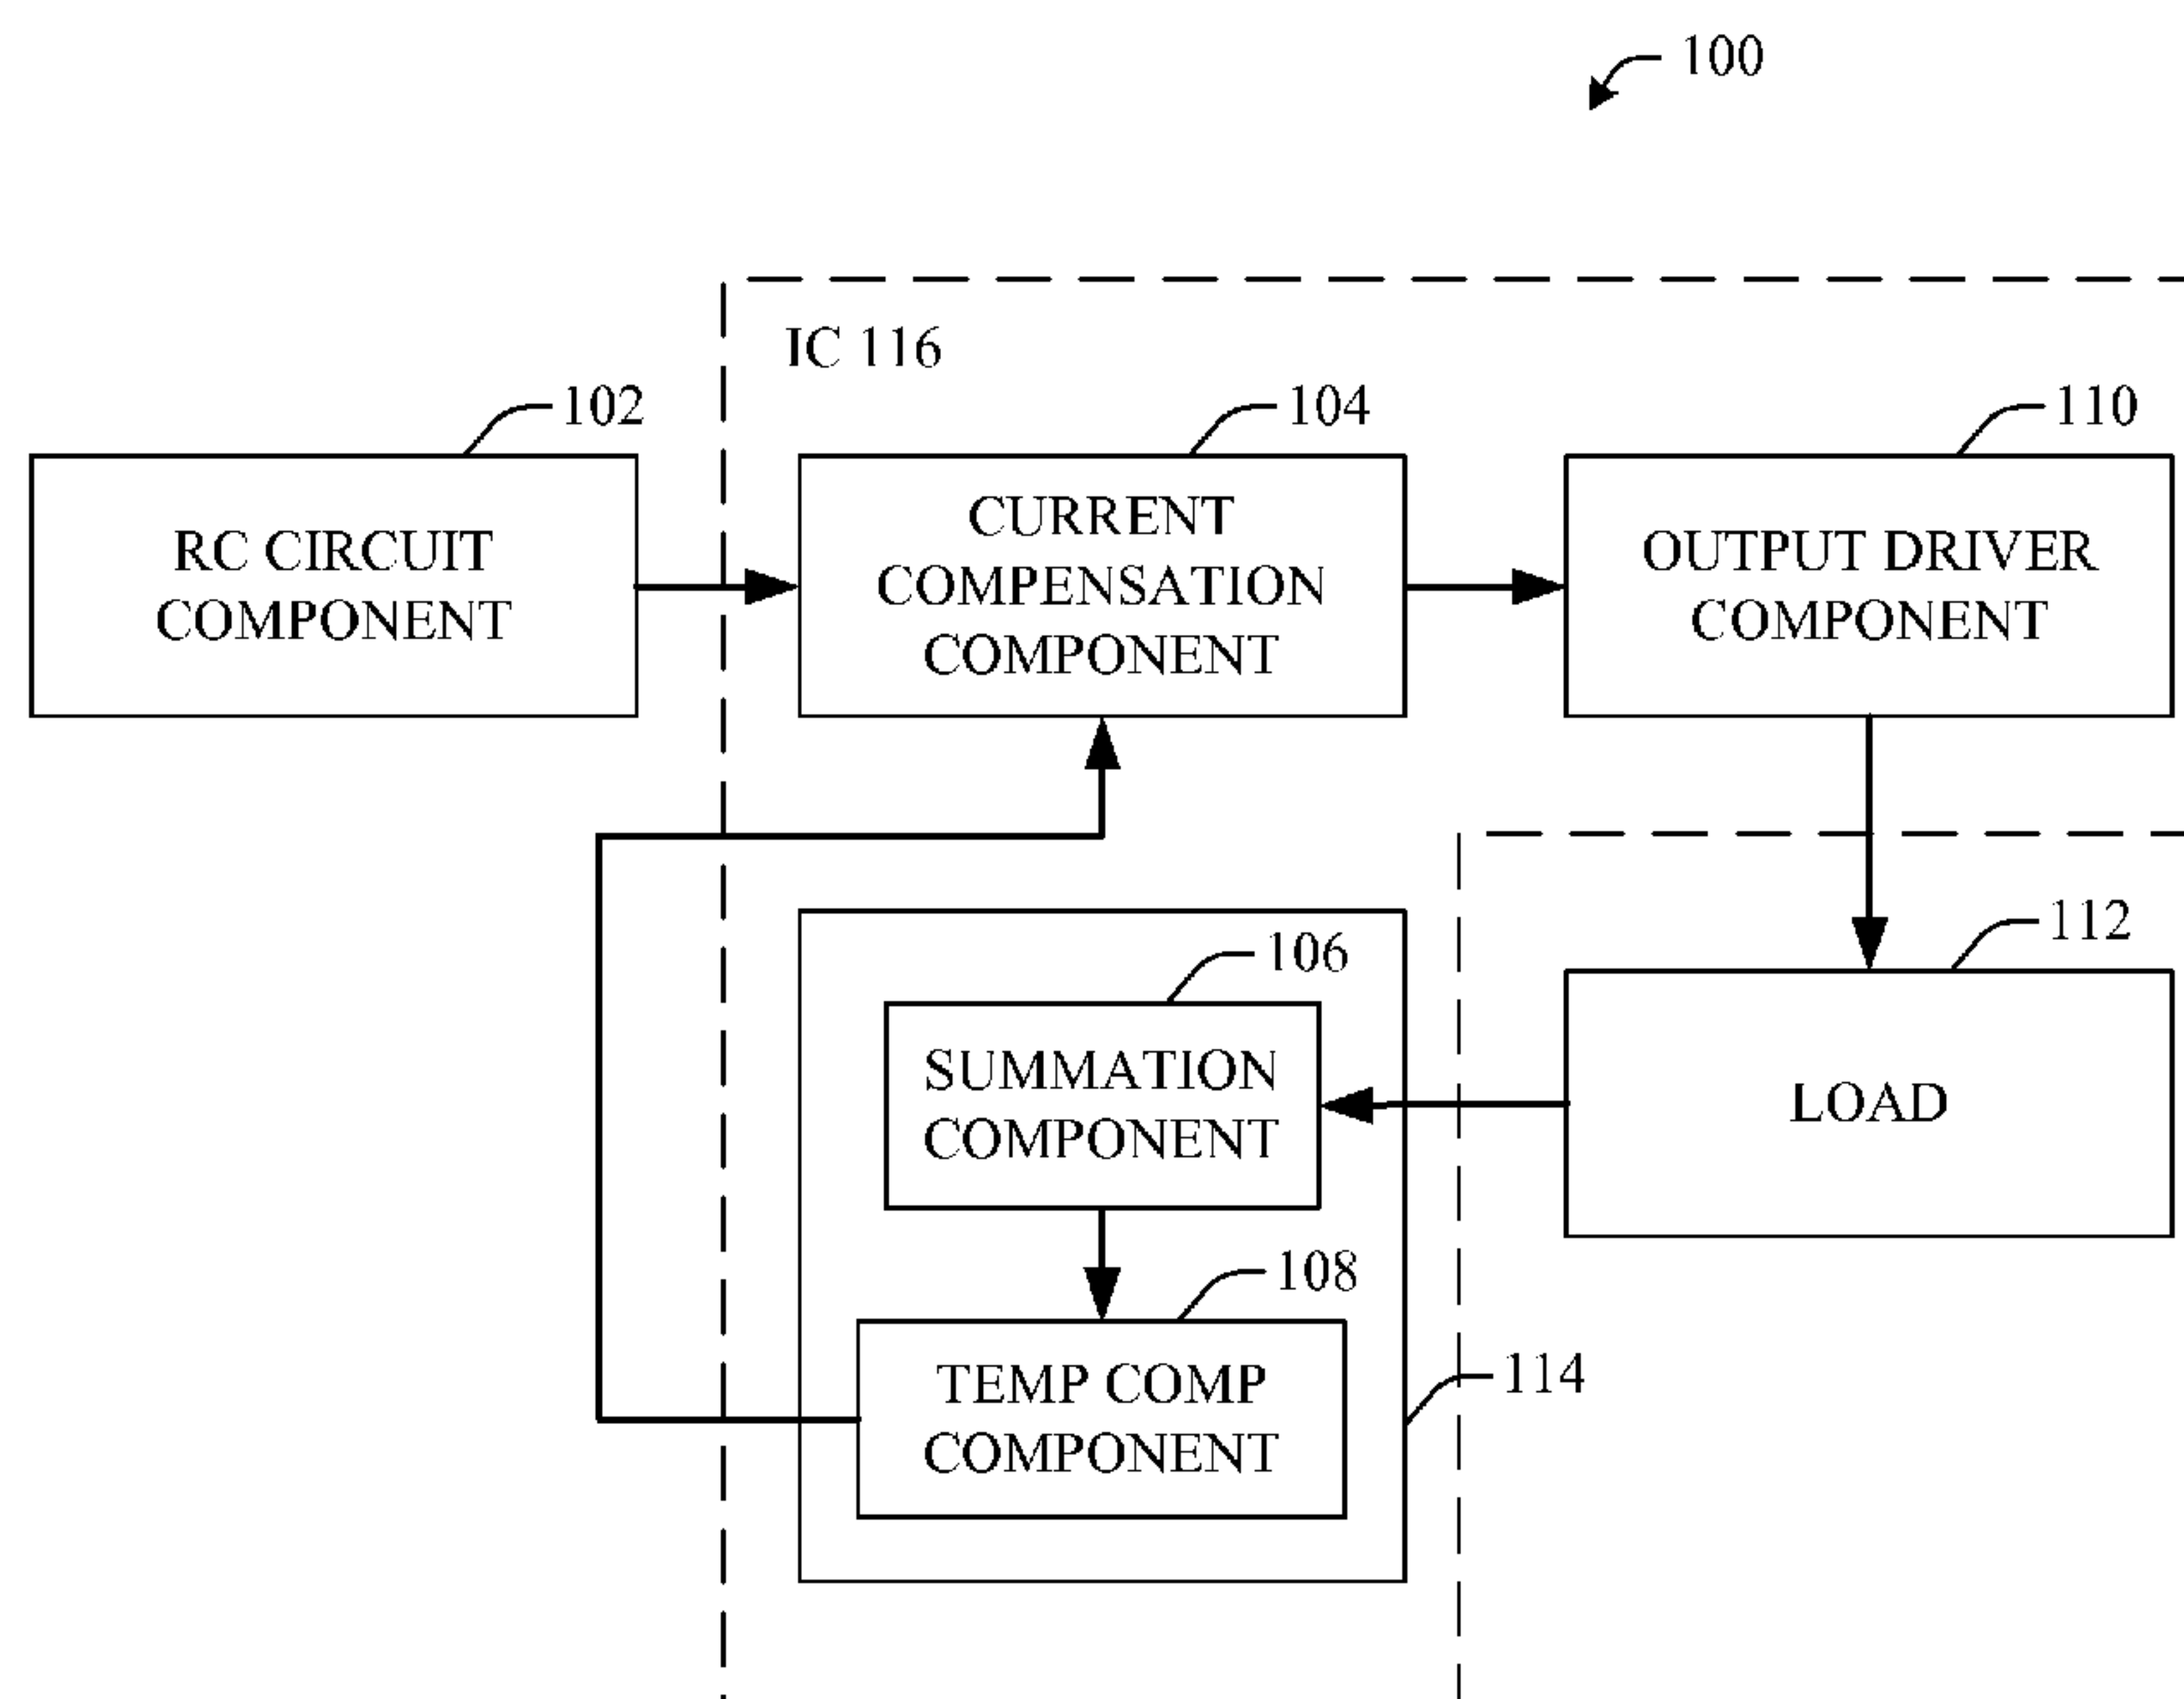 100
IC 116
102
104
110
RC CIRCUIT
COMPONENT
CURRENT
COMPENSATION
COMPONENT
OUTPUT DRIVER
COMPONENT
112
106
SUMMATION
COMPONENT
LOAD
108
TEMP COMP
COMPONENT
114